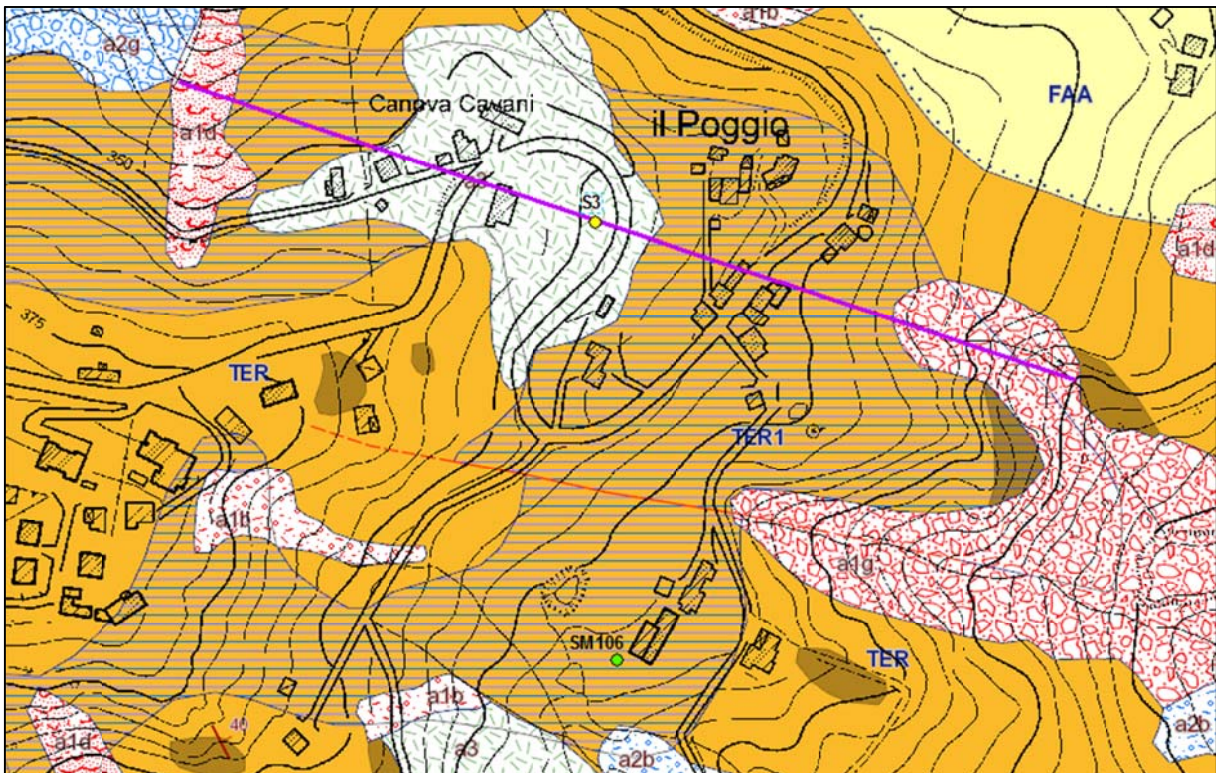 a1b
a2g
FAA
Canova Cavani
il Poggio
a1d
350
a3
S3
a1d
375
TER
TER1
a1b
a1g
SM106
TER
a1b
40
a3
a1d
a2b
a2b